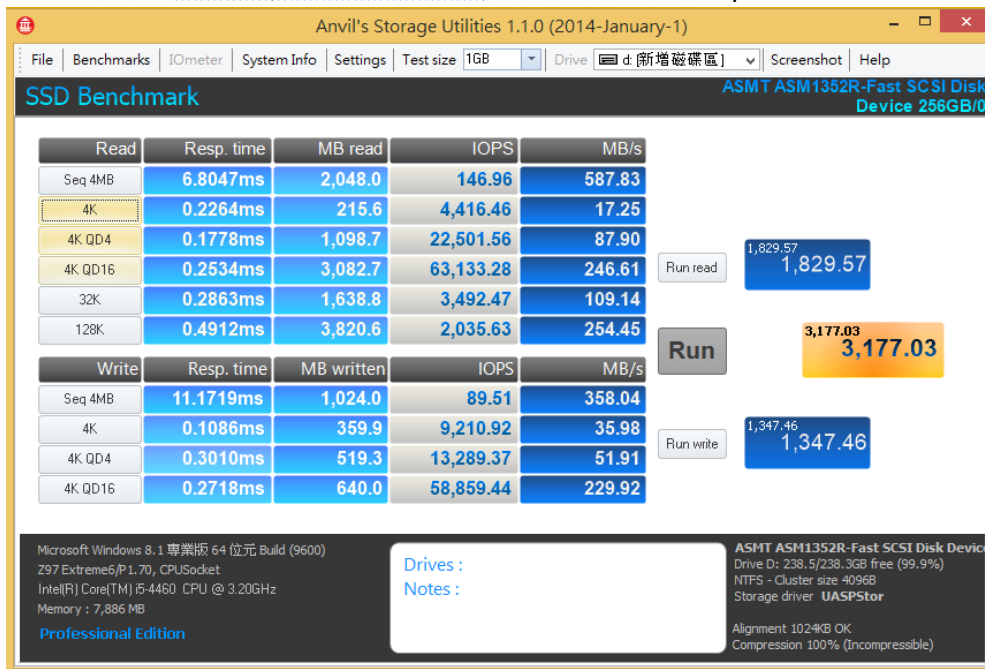 Anvil's Storage Utilities 1.1.0 (2014-January-1)
File Benchmarks IOmeter System Info Settings Test size 1GB Drive d: [新增磁碟區] Screenshot Help
SSD Benchmark
ASMT ASM1352R-Fast SCSI Disk
Device 256GB/0
Read Resp. time MB read IOPS MB/s
Seq 4MB 6.8047ms 2,048.0 146.96 587.83
4K 0.2264ms 215.6 4,416.46 17.25
4K QD4 0.1778ms 1,098.7 22,501.56 87.90
4K QD16 0.2534ms 3,082.7 63,133.28 246.61
32K 0.2863ms 1,638.8 3,492.47 109.14
128K 0.4912ms 3,820.6 2,035.63 254.45
Run read
1,829.57
1,829.57
Run
3,177.03
3,177.03
Write Resp. time MB written IOPS MB/s
Seq 4MB 11.1719ms 1,024.0 89.51 358.04
4K 0.1086ms 359.9 9,210.92 35.98
4K QD4 0.3010ms 519.3 13,289.37 51.91
4K QD16 0.2718ms 640.0 58,859.44 229.92
Run write
1,347.46
1,347.46
Microsoft Windows 8.1 專業版 64 位元 Build (9600)
Z97 Extreme6/P1.70, CPUSocket
Intel(R) Core(TM) i5-4460 CPU @ 3.20GHz
Memory : 7,886 MB
Professional Edition
Drives :
Notes :
ASMT ASM1352R-Fast SCSI Disk Device
Drive D: 238.5/238.3GB free (99.9%)
NTFS - Cluster size 4096B
Storage driver UASPStor
Alignment 1024KB OK
Compression 100% (Incompressible)